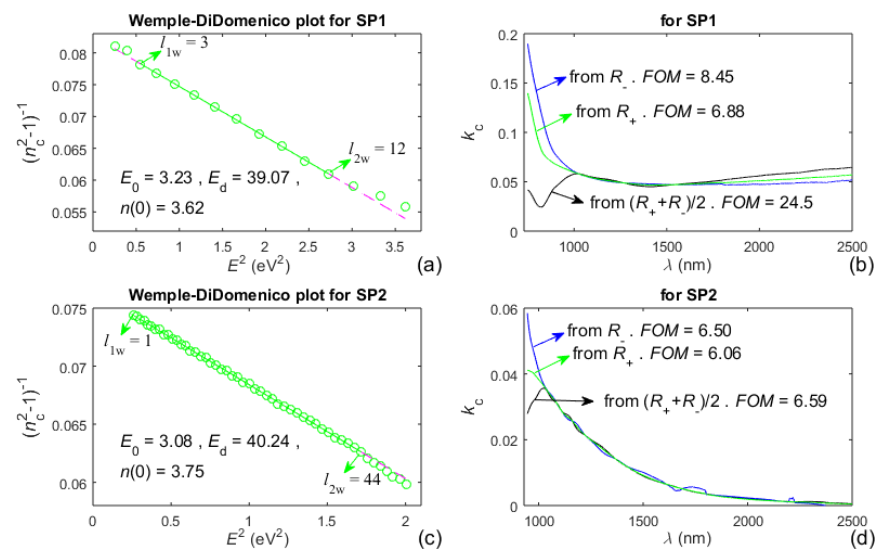 Wemple-DiDomenico plot for SP1
0.08
0.075
0.07
0.065
0.06
0.055
(n_c^2-1)^-1
l_1w = 3
l_2w = 12
E_0 = 3.23 , E_d = 39.07 ,
n(0) = 3.62
0 0.5 1 1.5 2 2.5 3 3.5
E^2 (eV^2)
(a)
for SP1
0.2
0.15
0.1
0.05
0
k_c
from R_- . FOM = 8.45
from R_+ . FOM = 6.88
from (R_++R_-)/2 . FOM = 24.5
1000 1500 2000 2500
λ (nm)
(b)
Wemple-DiDomenico plot for SP2
0.075
0.07
0.065
0.06
(n_c^2-1)^-1
l_1w = 1
l_2w = 44
E_0 = 3.08 , E_d = 40.24 ,
n(0) = 3.75
0 0.5 1 1.5 2
E^2 (eV^2)
(c)
for SP2
0.06
0.04
0.02
0
k_c
from R_- . FOM = 6.50
from R_+ . FOM = 6.06
from (R_++R_-)/2 . FOM = 6.59
1000 1500 2000 2500
λ (nm)
(d)